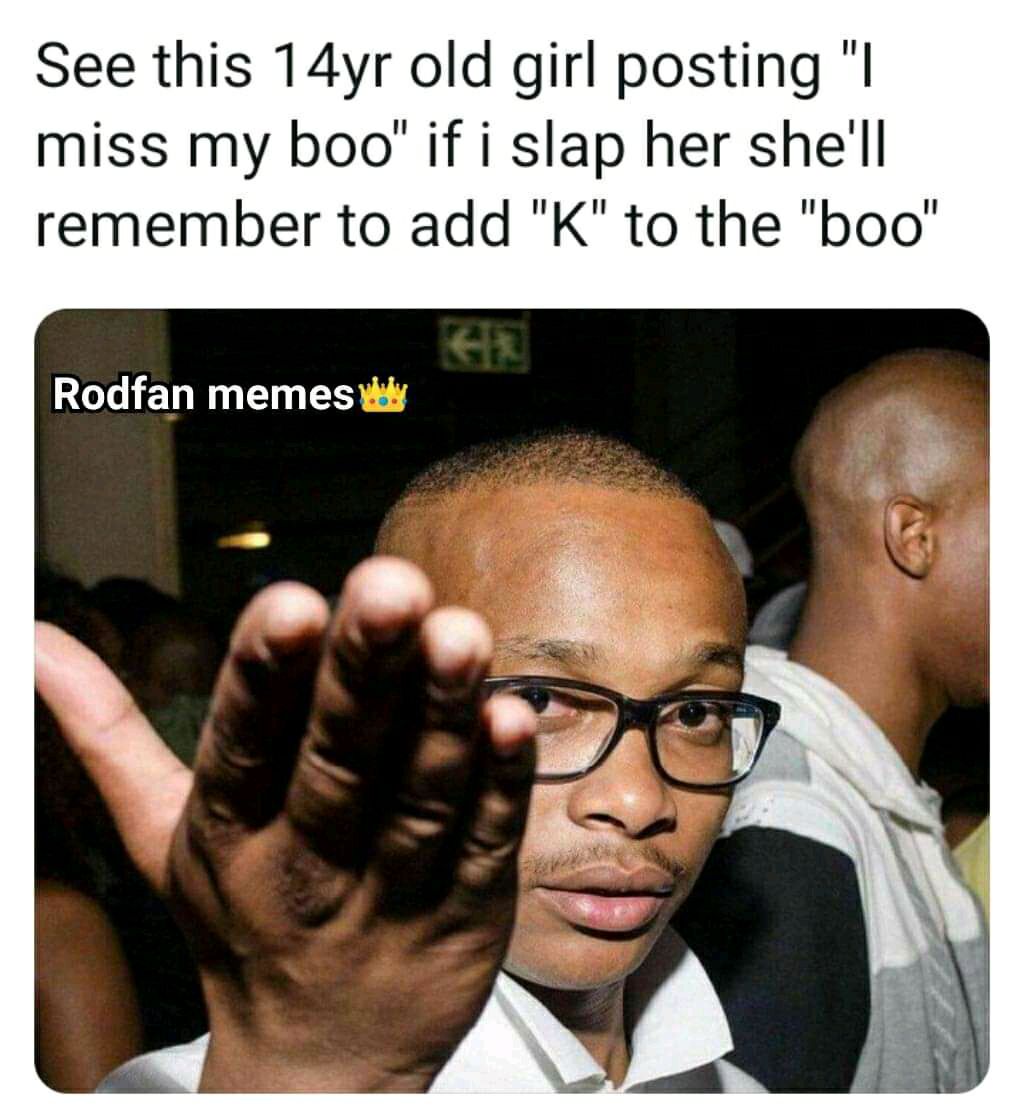 See this 14yr old girl posting "I
miss my boo" if i slap her she'll
remember to add "K" to the "boo"
Rodfan memes👑